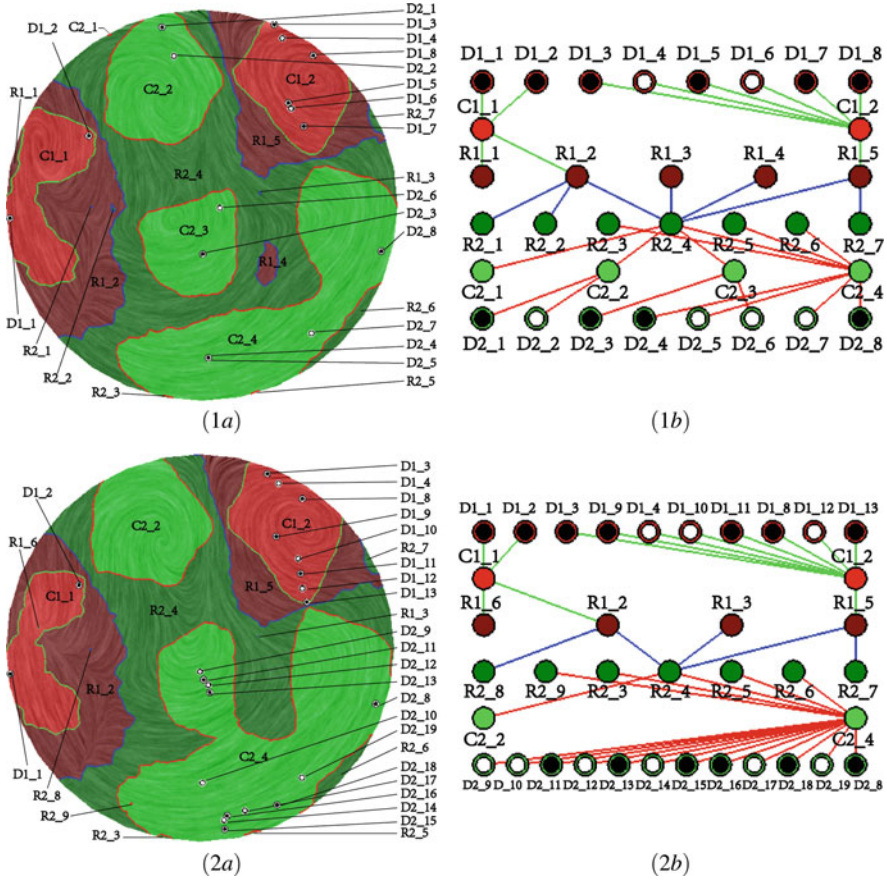 D2_1
C2_1
D1_3
D1_2
D1_4
D1_8
D2_2
R1_1
C2_2
C1_2
D1_5
D1_6
R2_7
D1_7
C1_1
R1_5
R2_4
R1_3
D2_6
C2_3
D2_3
D2_8
R1_4
R1_2
R2_6
D1_1
C2_4
D2_7
R2_1
D2_4
D2_5
R2_2
R2_3
R2_5
(1a)
D1_1 D1_2 D1_3 D1_4 D1_5 D1_6 D1_7 D1_8
C1_1 C1_2
R1_1 R1_2 R1_3 R1_4 R1_5
R2_1 R2_2 R2_3 R2_4 R2_5 R2_6 R2_7
C2_1 C2_2 C2_3 C2_4
D2_1 D2_2 D2_3 D2_4 D2_5 D2_6 D2_7 D2_8
(1b)
D1_3
D1_4
D1_2
D1_8
R1_6
C2_2
C1_2
D1_9
D1_10
R2_7
D1_11
C1_1
R1_5
D1_12
R2_4
D1_13
R1_3
D2_9
D2_11
R1_2
D2_12
D2_13
D2_8
D2_10
C2_4
D2_19
D1_1
R2_6
R2_8
D2_18
D2_17
D2_16
R2_9
D2_14
D2_15
R2_3
R2_5
(2a)
D1_1 D1_2 D1_3 D1_9 D1_4 D1_10 D1_11 D1_8 D1_12 D1_13
C1_1 C1_2
R1_6 R1_2 R1_3 R1_5
R2_8 R2_9 R2_3 R2_4 R2_5 R2_6 R2_7
C2_2 C2_4
D2_9 D_10 D2_11 D2_12 D2_13 D2_14 D2_15 D2_16 D2_17 D2_18 D2_19 D2_8
(2b)